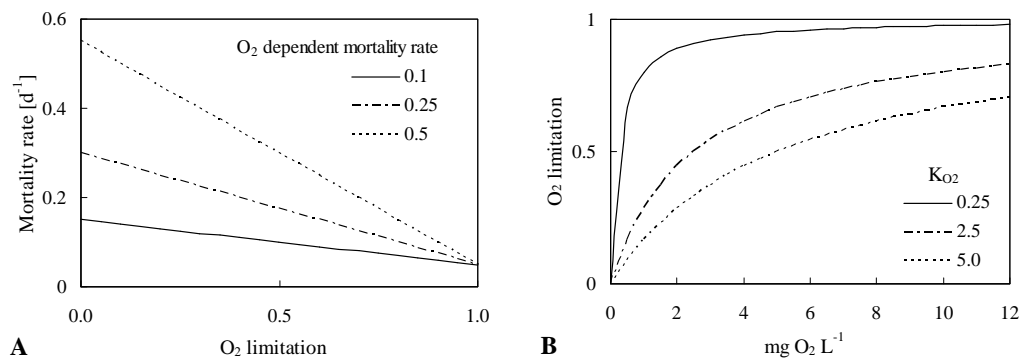 0.6
0.4
0.2
0
Mortality rate [d⁻¹]
O₂ dependent mortality rate
0.1
0.25
0.5
0.0
0.5
1.0
O₂ limitation
A
1
0.5
0
O₂ limitation
K_O2
0.25
2.5
5.0
0
2
4
6
8
10
12
mg O₂ L⁻¹
B